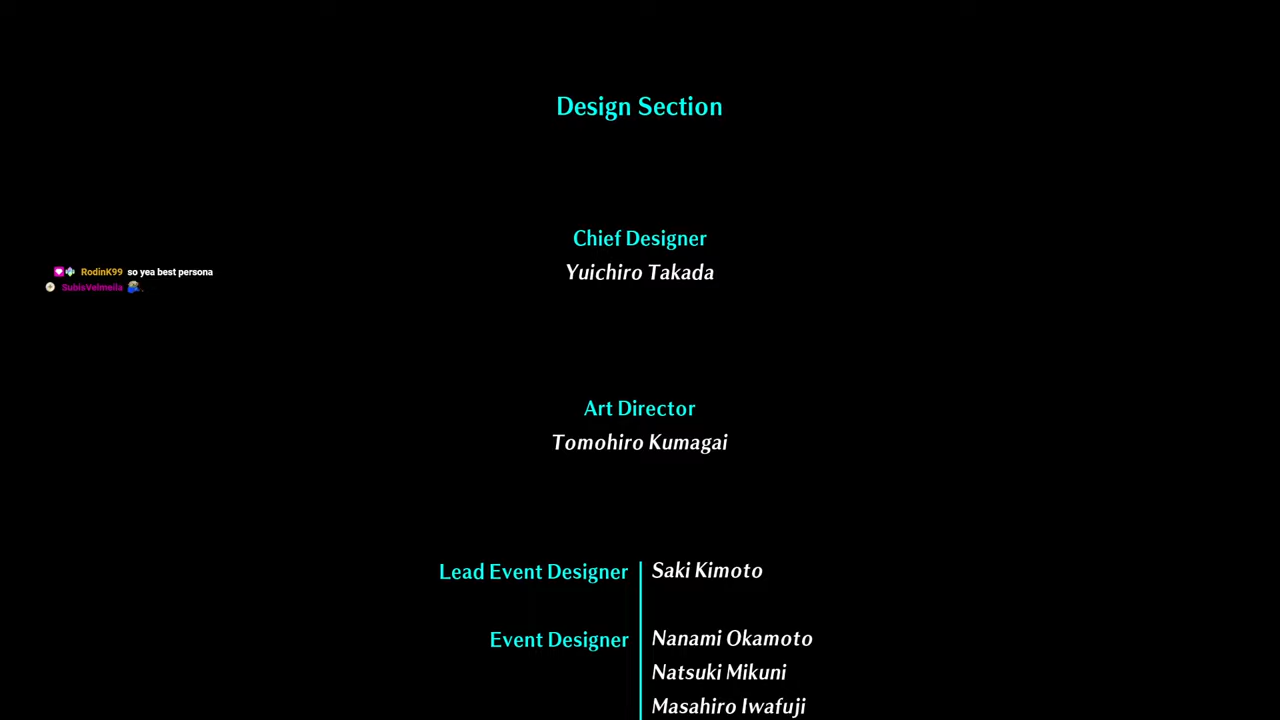 Design Section
Chief Designer
Yuichiro Takada
RodinK99 so yea best persona
SubisVelmeila
Art Director
Tomohiro Kumagai
Lead Event Designer Saki Kimoto
Event Designer Nanami Okamoto
Natsuki Mikuni
Masahiro Iwafuji